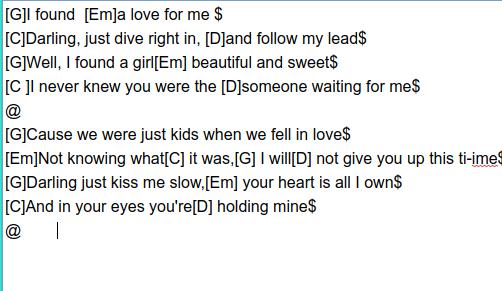 [G]I found  [Em]a love for me $
[C]Darling, just dive right in, [D]and follow my lead$
[G]Well, I found a girl[Em] beautiful and sweet$
[C ]I never knew you were the [D]someone waiting for me$
@
[G]Cause we were just kids when we fell in love$
[Em]Not knowing what[C] it was,[G] I will[D] not give you up this ti-ime$
[G]Darling just kiss me slow,[Em] your heart is all I own$
[C]And in your eyes you're[D] holding mine$
@